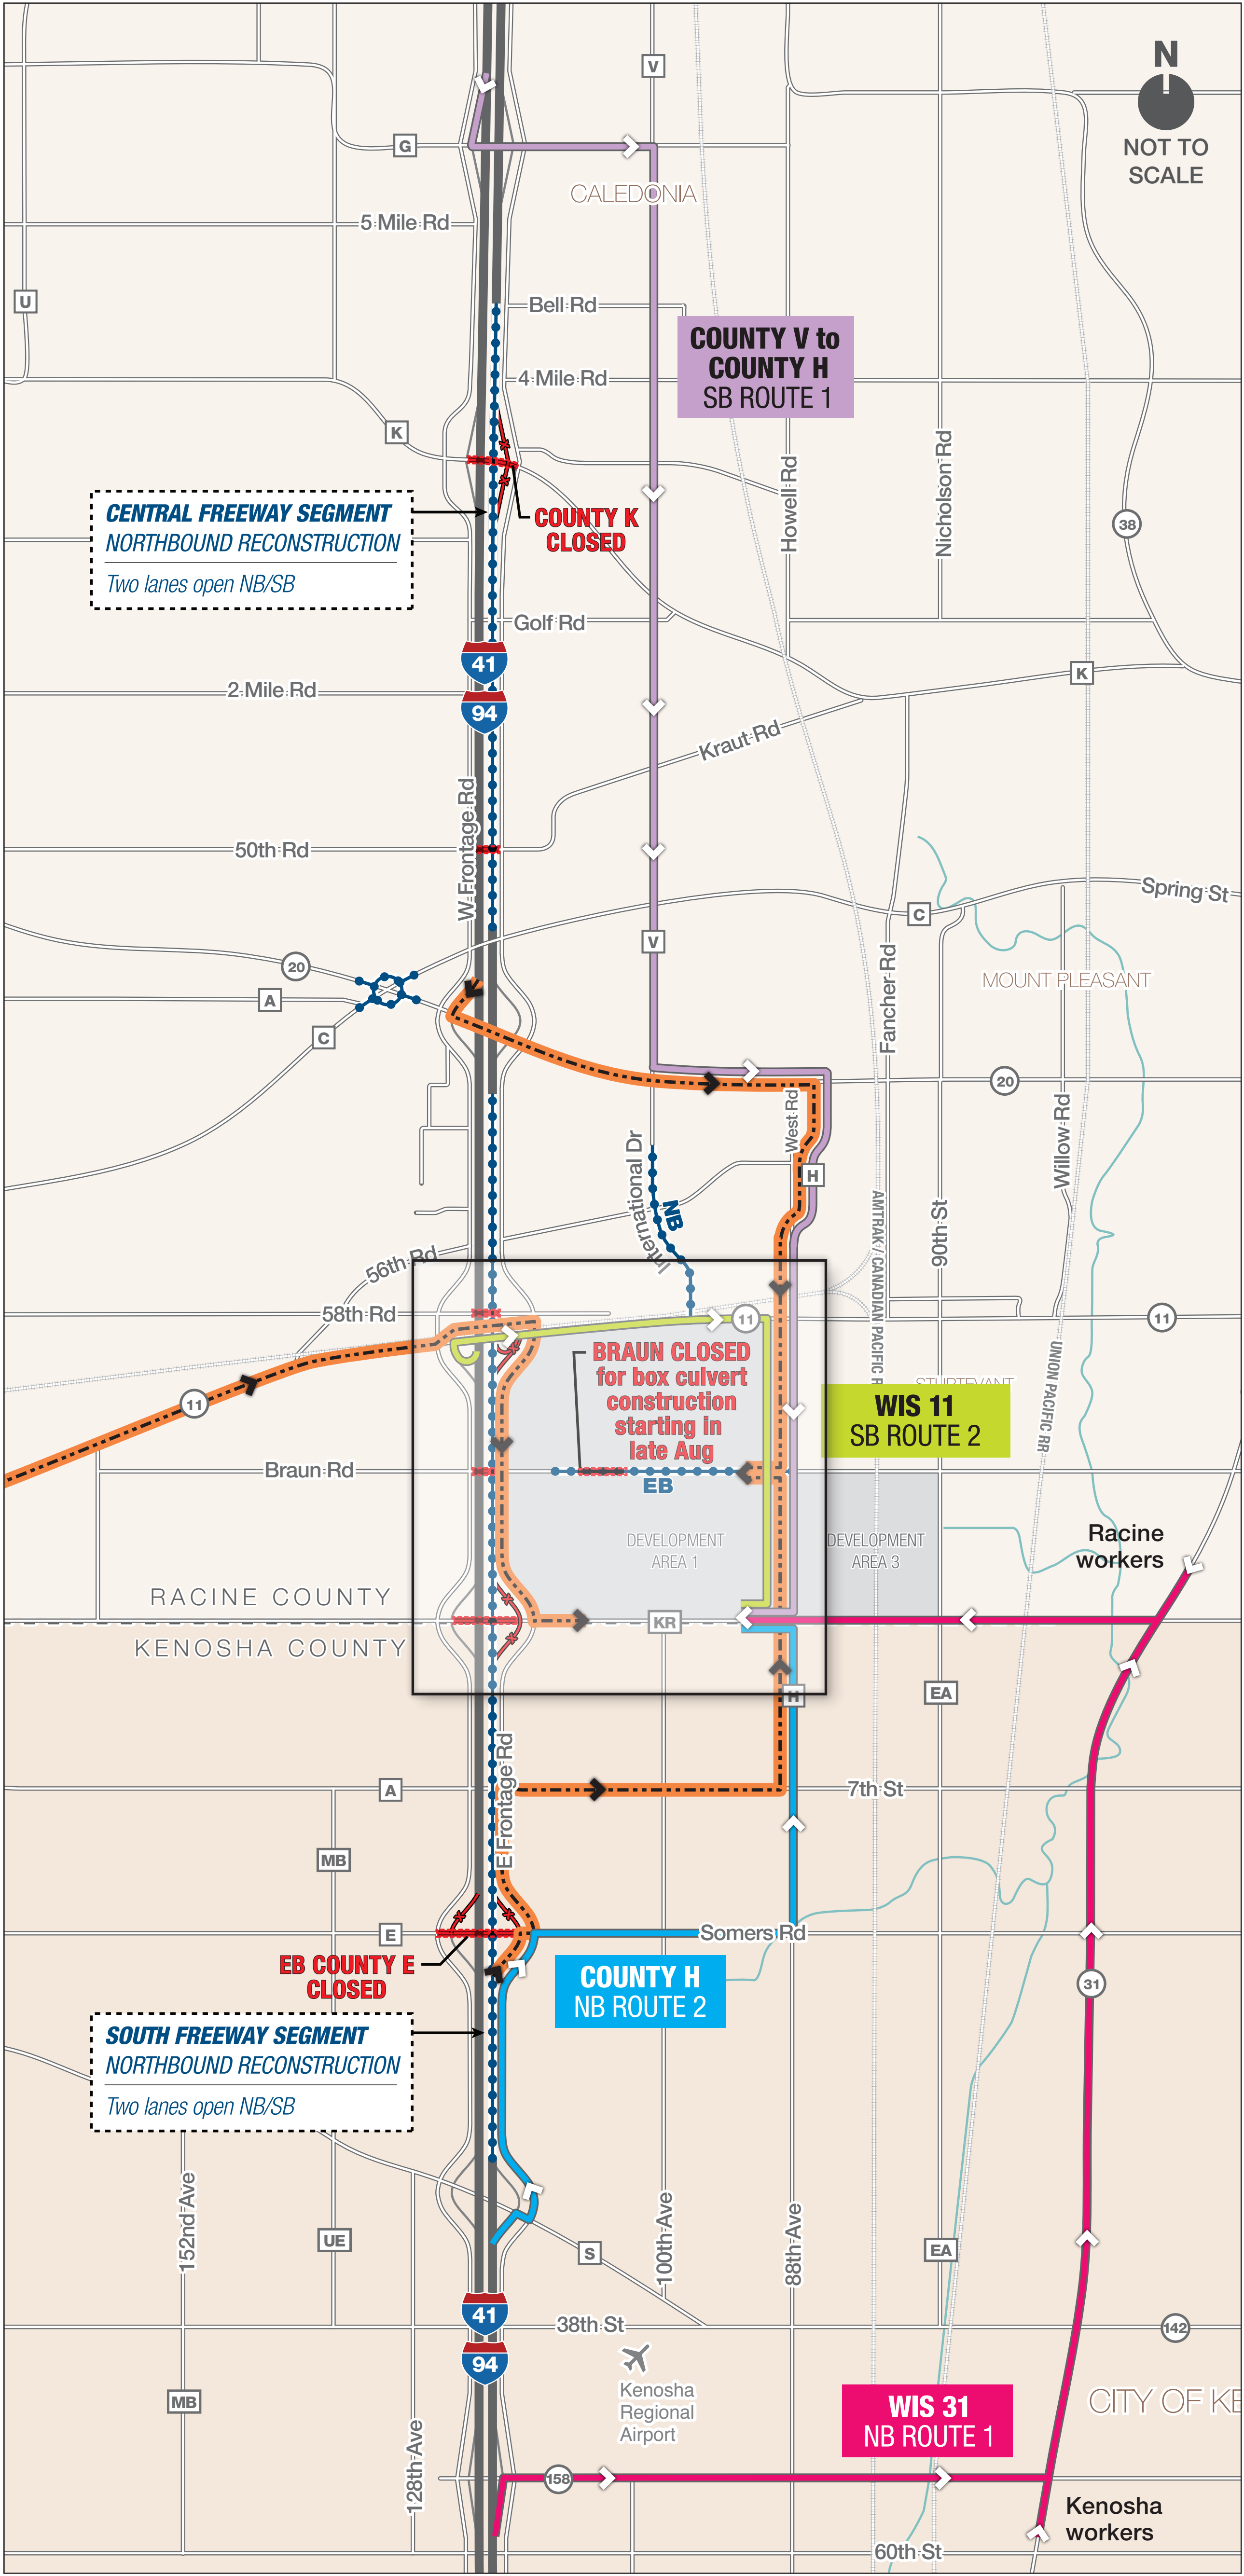 N
NOT TO
SCALE
V
G
CALEDONIA
5 Mile Rd
U
Bell Rd
COUNTY V to
COUNTY H
SB ROUTE 1
4 Mile Rd
K
Howell Rd
Nicholson Rd
38
CENTRAL FREEWAY SEGMENT
NORTHBOUND RECONSTRUCTION
Two lanes open NB/SB
COUNTY K
CLOSED
Golf Rd
41
K
2 Mile Rd
94
Kraut Rd
W Frontage Rd
50th Rd
Spring St
C
V
20
A
C
Fancher Rd
MOUNT PLEASANT
20
West Rd
Willow Rd
International Dr
NB
H
AMTRAK / CANADIAN PACIFIC R
90th St
56th Rd
58th Rd
11
11
BRAUN CLOSED
for box culvert
construction
starting in
late Aug
UNION PACIFIC RR
STURTEVANT
11
WIS 11
SB ROUTE 2
Braun Rd
EB
DEVELOPMENT
AREA 1
DEVELOPMENT
AREA 3
Racine
workers
RACINE COUNTY
KR
KENOSHA COUNTY
H
EA
E Frontage Rd
A
7th St
MB
E
Somers Rd
EB COUNTY E
CLOSED
COUNTY H
NB ROUTE 2
31
SOUTH FREEWAY SEGMENT
NORTHBOUND RECONSTRUCTION
Two lanes open NB/SB
152nd Ave
UE
S
100th Ave
88th Ave
EA
41
38th St
142
94
Kenosha
Regional
Airport
MB
CITY OF KE
WIS 31
NB ROUTE 1
128th Ave
158
Kenosha
workers
60th St